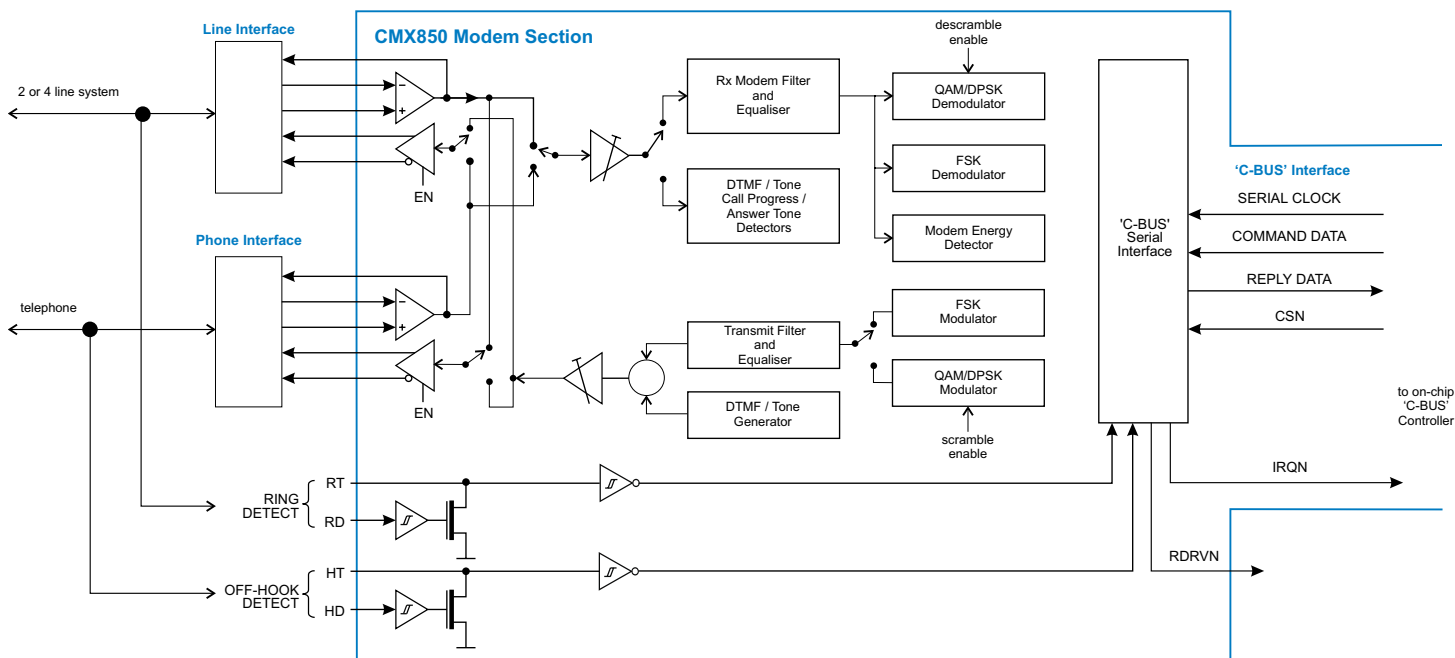 Line Interface
CMX850 Modem Section
descramble
enable
2 or 4 line system
−
+
EN
Rx Modem Filter
and
Equaliser
QAM/DPSK
Demodulator
FSK
Demodulator
Modem Energy
Detector
DTMF / Tone
Call Progress /
Answer Tone
Detectors
'C-BUS'
Serial
Interface
‘C-BUS’ Interface
SERIAL CLOCK
COMMAND DATA
REPLY DATA
CSN
Phone Interface
telephone
−
+
EN
Transmit Filter
and
Equaliser
DTMF / Tone
Generator
FSK
Modulator
QAM/DPSK
Modulator
scramble
enable
to on-chip
‘C-BUS’
Controller
IRQN
RDRVN
RING
DETECT
RT
RD
OFF-HOOK
DETECT
HT
HD